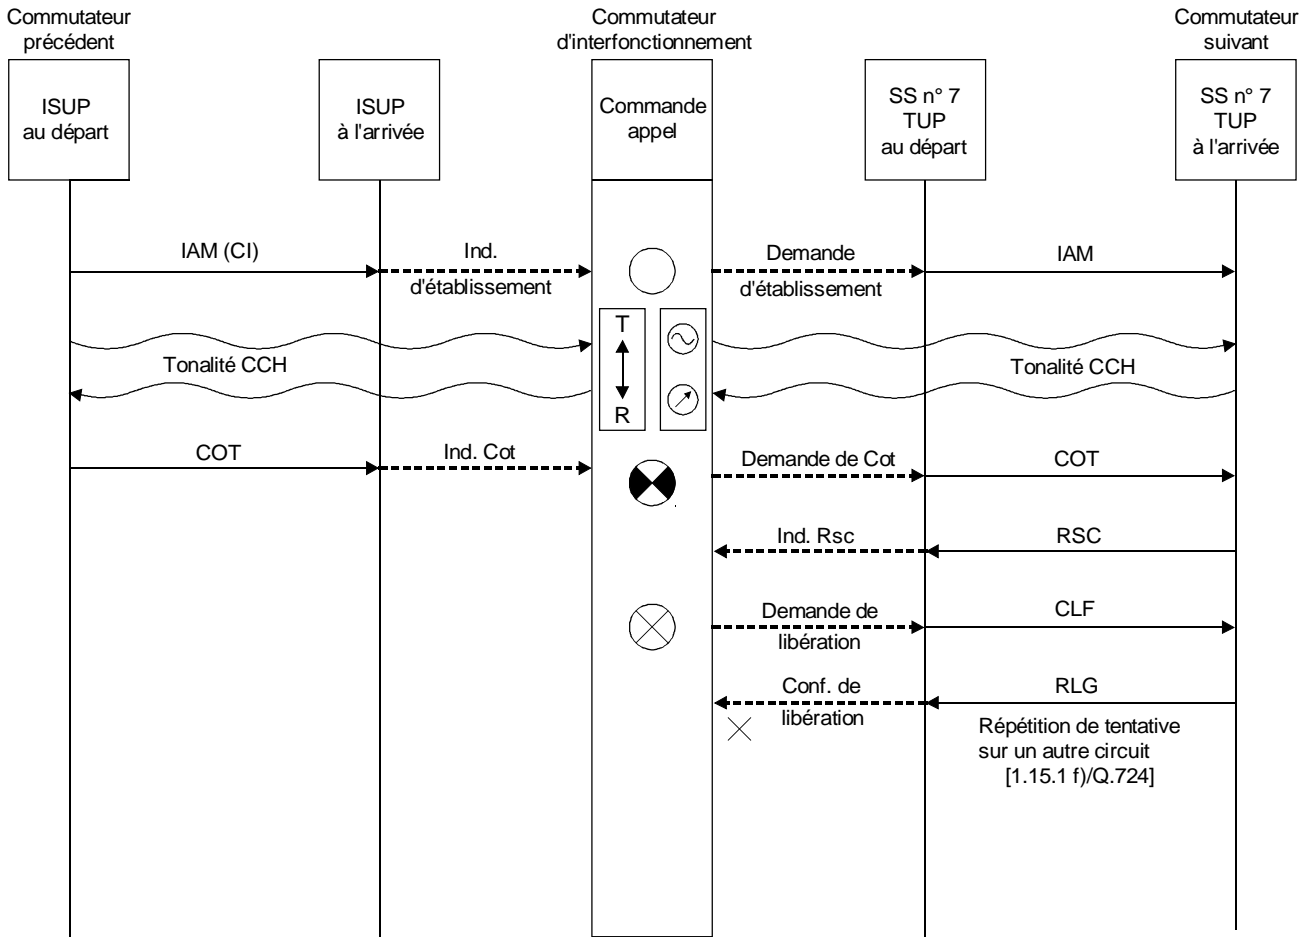 Commutateur
précédent
Commutateur
d'interfonctionnement
Commutateur
suivant
ISUP
au départ
ISUP
à l'arrivée
Commande
appel
SS n° 7
TUP
au départ
SS n° 7
TUP
à l'arrivée
IAM (CI)
Ind.
d'établissement
Demande
d'établissement
IAM
Tonalité CCH
T
R
Tonalité CCH
COT
Ind. Cot
Demande de Cot
COT
Ind. Rsc
RSC
Demande de
libération
CLF
Conf. de
libération
RLG
Répétition de tentative
sur un autre circuit
[1.15.1 f)/Q.724]